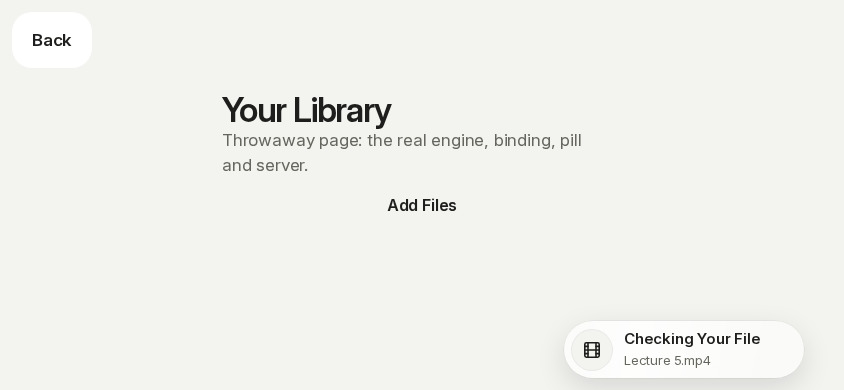 Back
Your Library
Throwaway page: the real engine, binding, pill
and server.
Add Files
Checking Your File
Lecture 5.mp4